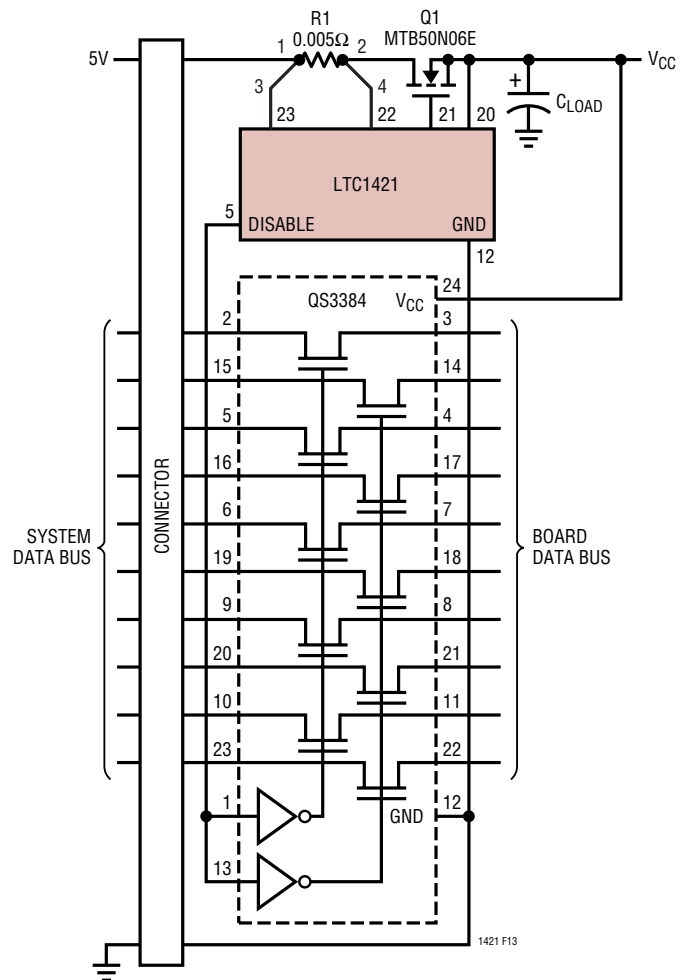 R1
0.005Ω
Q1
MTB50N06E
5V
1
2
VCC
3
4
+
CLOAD
23
22
21
20
LTC1421
5
DISABLE
GND
12
24
QS3384
VCC
2
3
15
14
5
4
16
17
6
7
19
18
9
8
20
21
10
11
23
22
CONNECTOR
SYSTEM
DATA BUS
BOARD
DATA BUS
1
GND
12
13
1421 F13